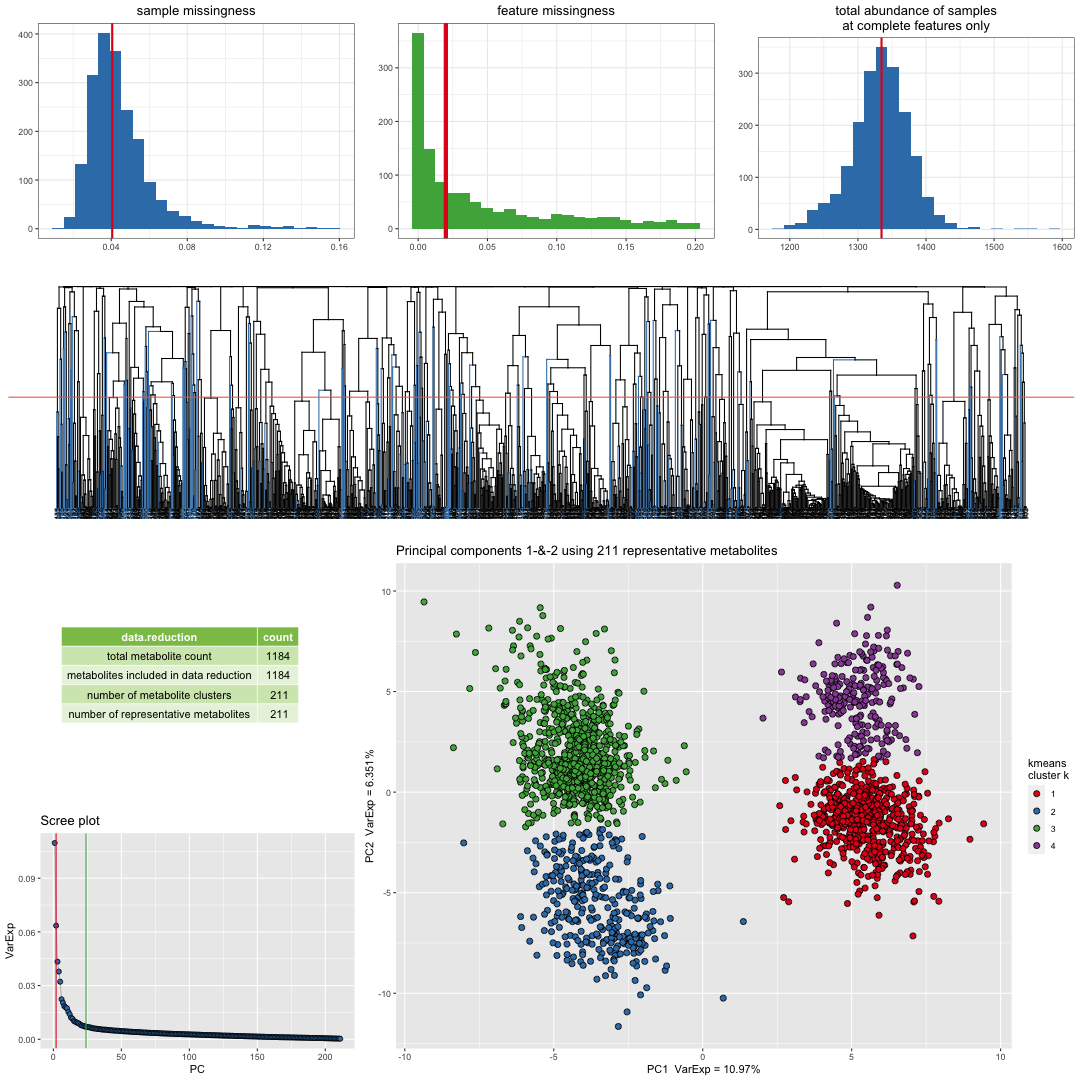 sample missingness
400
300
200
100
0
0.04
0.08
0.12
0.16
feature missingness
300
200
100
0
0.00
0.05
0.10
0.15
0.20
total abundance of samples
at complete features only
300
200
100
0
1200
1300
1400
1500
1600
data.reduction count
total metabolite count 1184
metabolites included in data reduction 1184
number of metabolite clusters 211
number of representative metabolites 211
Scree plot
VarExp
0.09
0.06
0.03
0.00
0
50
100
150
200
PC
Principal components 1-&-2 using 211 representative metabolites
PC2 VarExp = 6.351%
10
5
0
-5
-10
-10
-5
0
5
10
PC1 VarExp = 10.97%
kmeans
cluster k
1
2
3
4